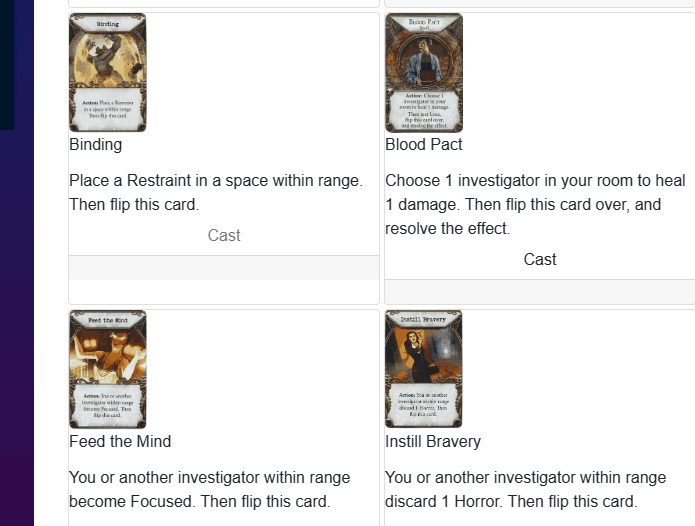 Binding
Action: Place a Restraint
in a space within range.
Then flip this card.
Binding
Place a Restraint in a space within range.
Then flip this card.
Cast
Blood Pact
Spell
Action: Choose 1
investigator in your
room to heal 1 damage.
flip this card over,
and resolve the effect.
Blood Pact
Choose 1 investigator in your room to heal
1 damage. Then flip this card over, and
resolve the effect.
Cast
Feed the Mind
Action: You or another
investigator within range
become Focused. Then
flip this card.
Feed the Mind
You or another investigator within range
become Focused. Then flip this card.
Instill Bravery
Action: You or another
investigator within range
discard 1 Horror. Then
flip this card.
Instill Bravery
You or another investigator within range
discard 1 Horror. Then flip this card.